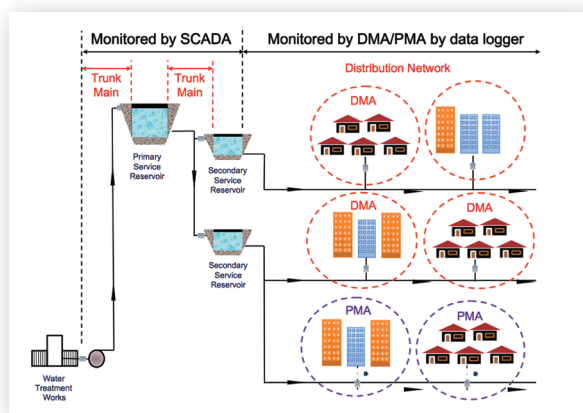 Monitored by SCADA
Monitored by DMA/PMA by data logger
Trunk
Main
Trunk
Main
Distribution Network
DMA
Primary
Service
Reservoir
Secondary
Service
Reservoir
DMA
DMA
Secondary
Service
Reservoir
PMA
PMA
Water
Treatment
Works